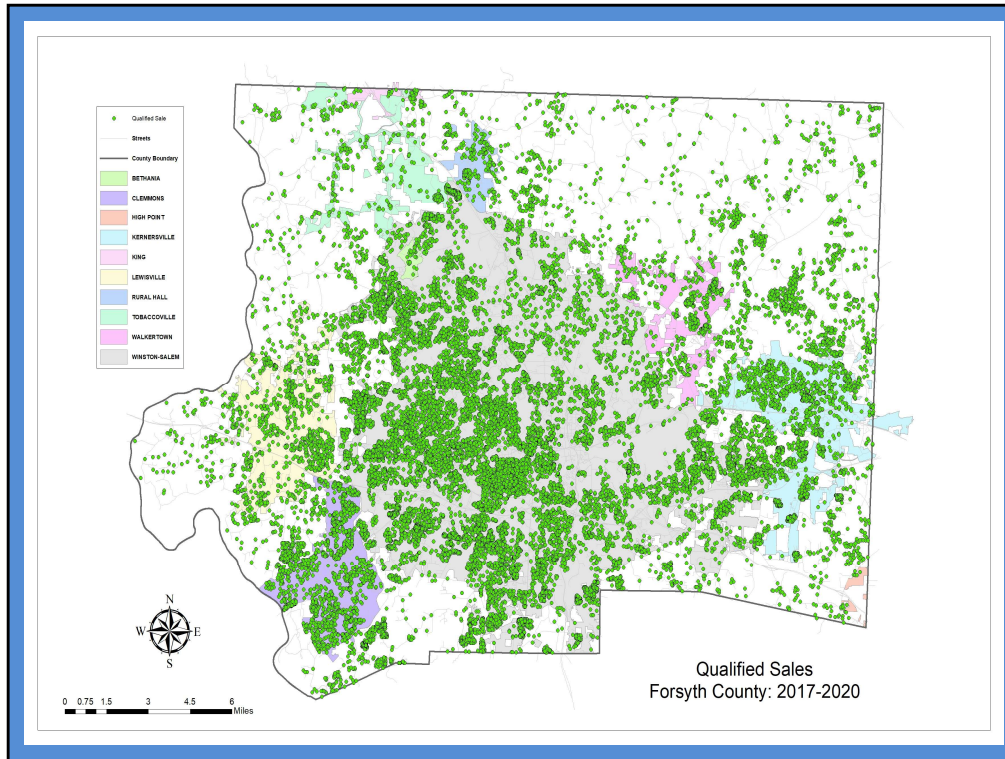 Qualified Sale
Streets
County Boundary
BETHANIA
CLEMMONS
HIGH POINT
KERNERSVILLE
KING
LEWISVILLE
RURAL HALL
TOBACCOVILLE
WALKERTOWN
WINSTON-SALEM
N
W E
S
0 0.75 1.5 3 4.5 6
Miles
Qualified Sales
Forsyth County: 2017-2020